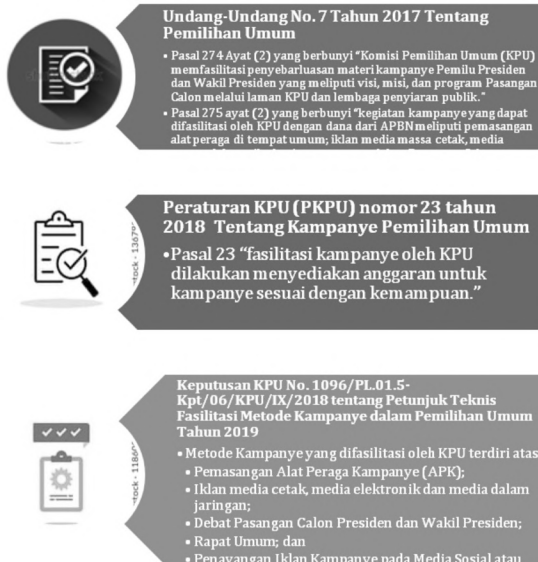 Undang-Undang No. 7 Tahun 2017 Tentang
Pemilihan Umum
• Pasal 274 Ayat (2) yang berbunyi “Komisi Pemilihan Umum (KPU)
memfasilitasi penyebarluasan materi kampanye Pemilu Presiden
dan Wakil Presiden yang meliputi visi, misi, dan program Pasangan
Calon melalui laman KPU dan lembaga penyiaran publik."
• Pasal 275 ayat (2) yang berbunyi “kegiatan kampanye yang dapat
difasilitasi oleh KPU dengan dana dari APBN meliputi pemasangan
alat peraga di tempat umum; iklan media massa cetak, media
Peraturan KPU (PKPU) nomor 23 tahun
2018 Tentang Kampanye Pemilihan Umum
•Pasal 23 “fasilitasi kampanye oleh KPU
dilakukan menyediakan anggaran untuk
kampanye sesuai dengan kemampuan.”
Keputusan KPU No. 1096/PL.01.5-
Kpt/06/KPU/IX/2018 tentang Petunjuk Teknis
Fasilitasi Metode Kampanye dalam Pemilihan Umum
Tahun 2019
• Metode Kampanye yang difasilitasi oleh KPU terdiri atas
▪ Pemasangan Alat Peraga Kampanye (APK);
▪ Iklan media cetak, media elektronik dan media dalam
jaringan;
▪ Debat Pasangan Calon Presiden dan Wakil Presiden;
▪ Rapat Umum; dan
▪ Penayangan Iklan Kampanye pada Media Sosial atau